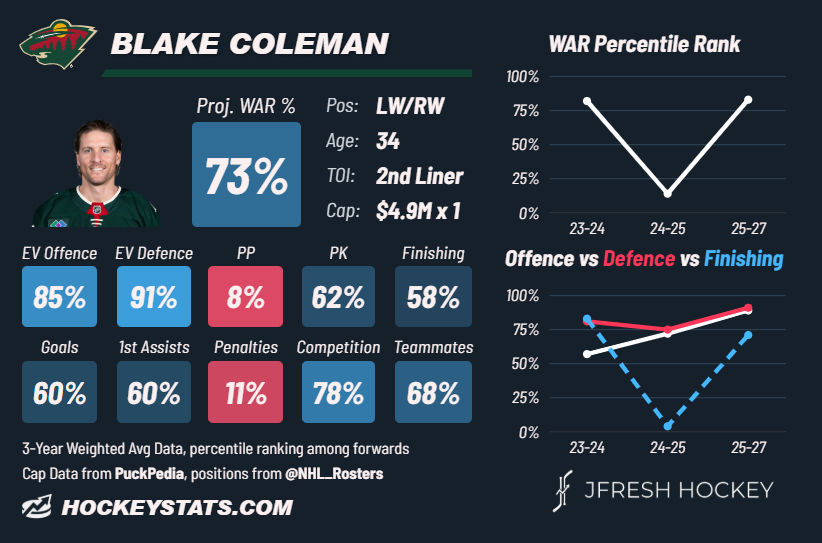 BLAKE COLEMAN
Proj. WAR %
73%
Pos: LW/RW
Age: 34
TOI: 2nd Liner
Cap: $4.9M x 1
EV Offence EV Defence PP PK Finishing
85% 91% 8% 62% 58%
Goals 1st Assists Penalties Competition Teammates
60% 60% 11% 78% 68%
3-Year Weighted Avg Data, percentile ranking among forwards
Cap Data from PuckPedia, positions from @NHL_Rosters
HOCKEYSTATS.COM
WAR Percentile Rank
100%
75%
50%
25%
0%
23-24 24-25 25-27
Offence vs Defence vs Finishing
100%
75%
50%
25%
0%
23-24 24-25 25-27
JFRESH HOCKEY